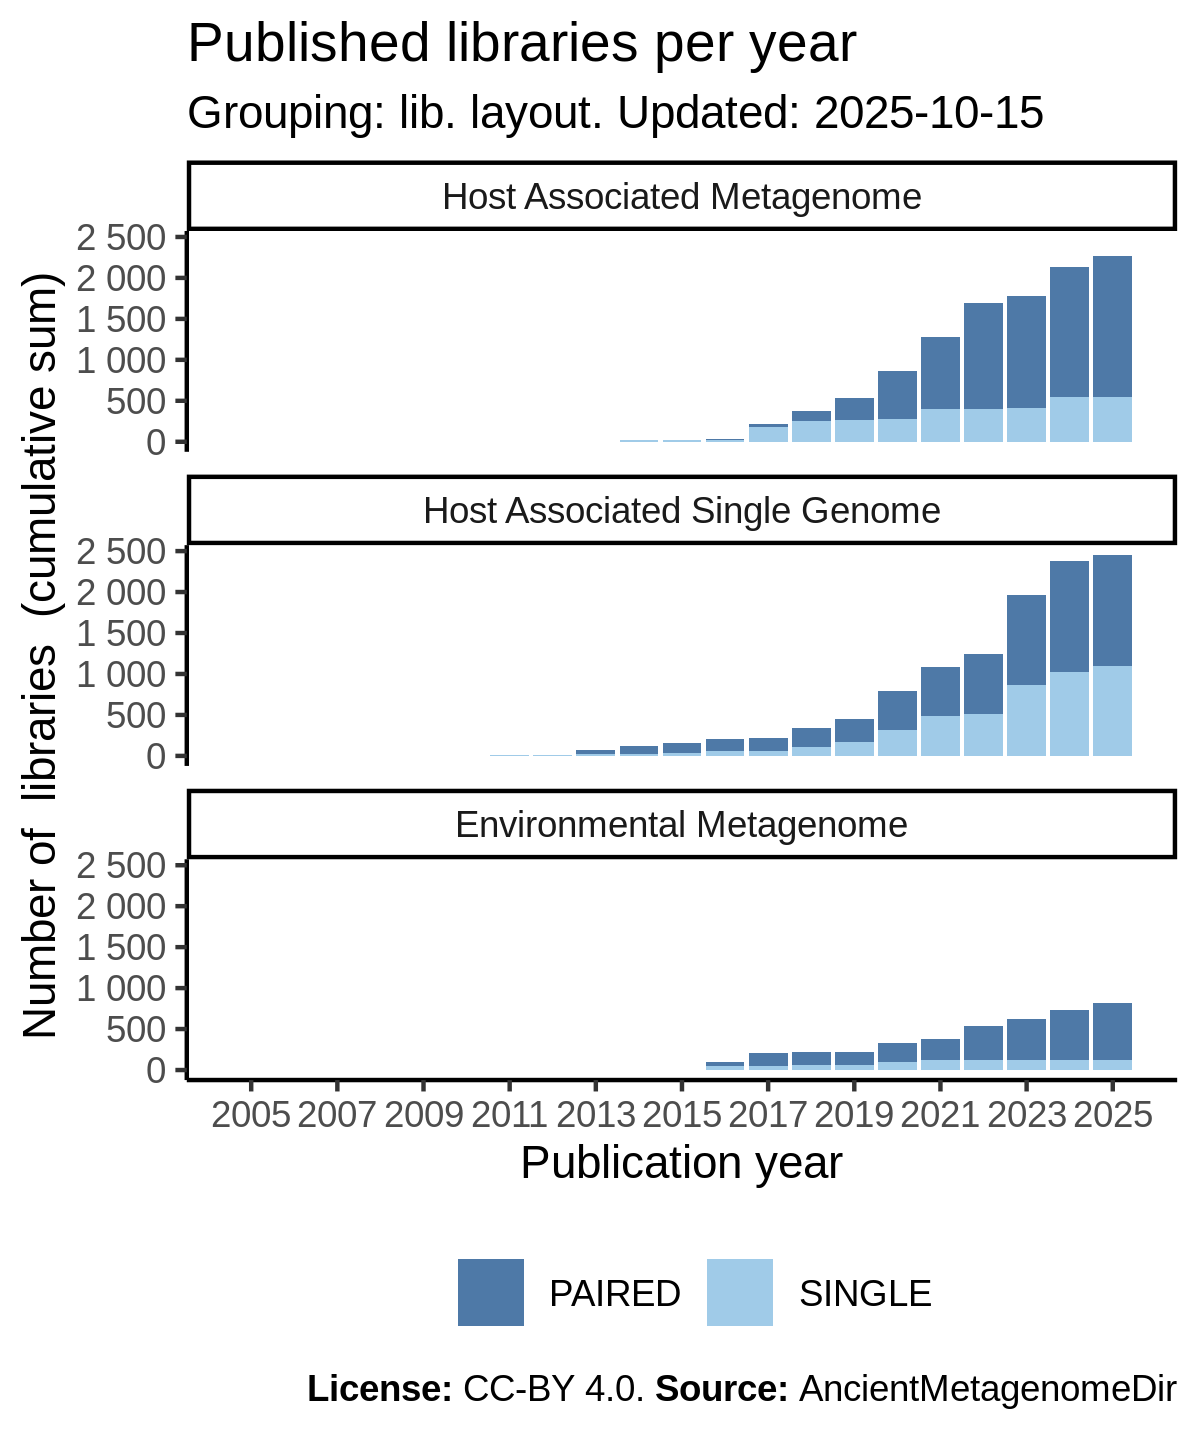 Published libraries per year
Grouping: lib. layout. Updated: 2025-10-15
Number of libraries (cumulative sum)
Host Associated Metagenome
2 500
2 000
1 500
1 000
500
0
Host Associated Single Genome
2 500
2 000
1 500
1 000
500
0
Environmental Metagenome
2 500
2 000
1 500
1 000
500
0
2005 2007 2009 2011 2013 2015 2017 2019 2021 2023 2025
Publication year
PAIRED SINGLE
License: CC-BY 4.0. Source: AncientMetagenomeDir